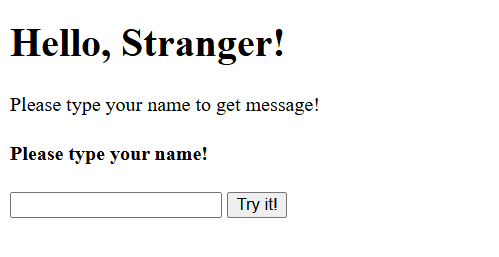 Hello, Stranger!
Please type your name to get message!
Please type your name!
Try it!